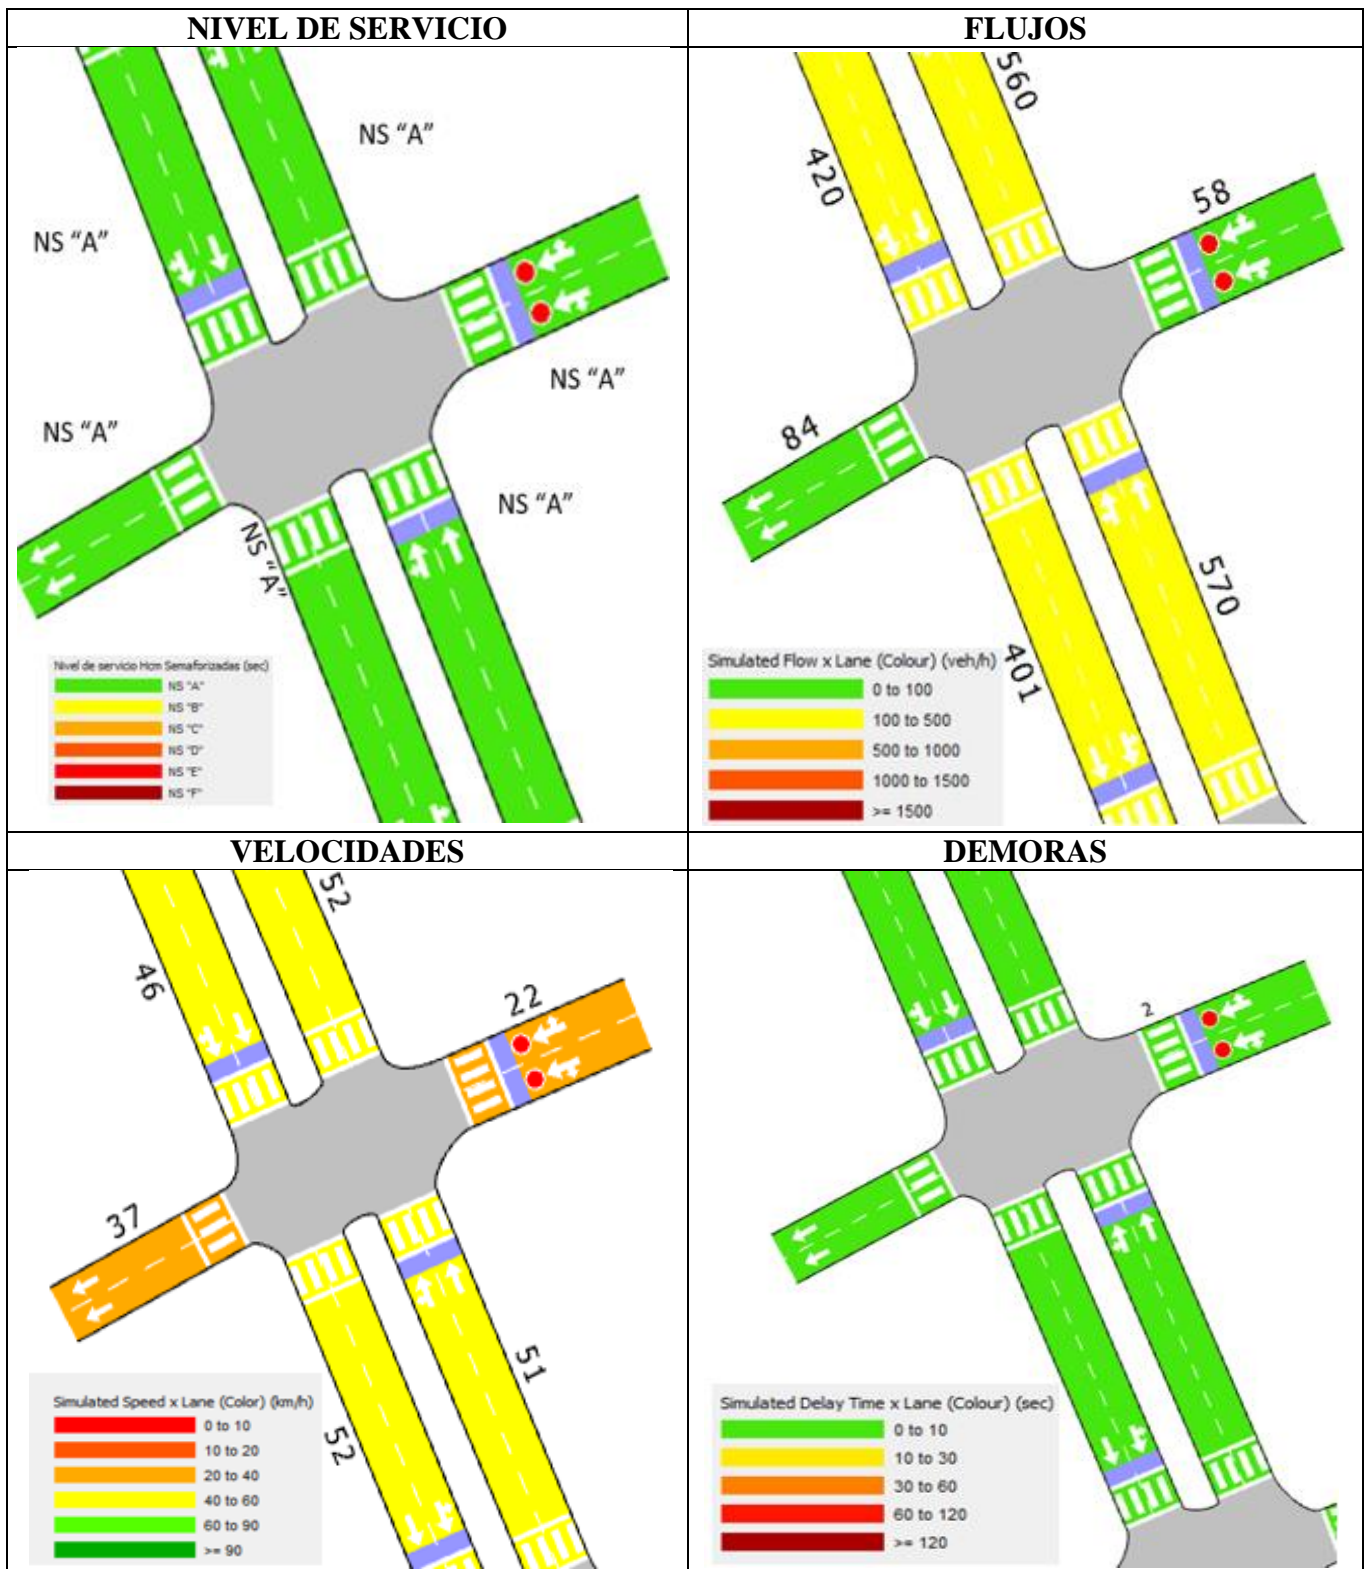 NIVEL DE SERVICIO
NS “A”
NS “A”
NS “A”
NS “A”
NS “A”
NS “A”
Nivel de servicio Hcm Semaforizadas (sec)
NS "A"
NS "B"
NS "C"
NS "D"
NS "E"
NS "F"
FLUJOS
560
420
58
84
570
401
Simulated Flow x Lane (Colour) (veh/h)
0 to 100
100 to 500
500 to 1000
1000 to 1500
>= 1500
VELOCIDADES
52
46
22
37
51
52
Simulated Speed x Lane (Color) (km/h)
0 to 10
10 to 20
20 to 40
40 to 60
60 to 90
>= 90
DEMORAS
2
Simulated Delay Time x Lane (Colour) (sec)
0 to 10
10 to 30
30 to 60
60 to 120
>= 120